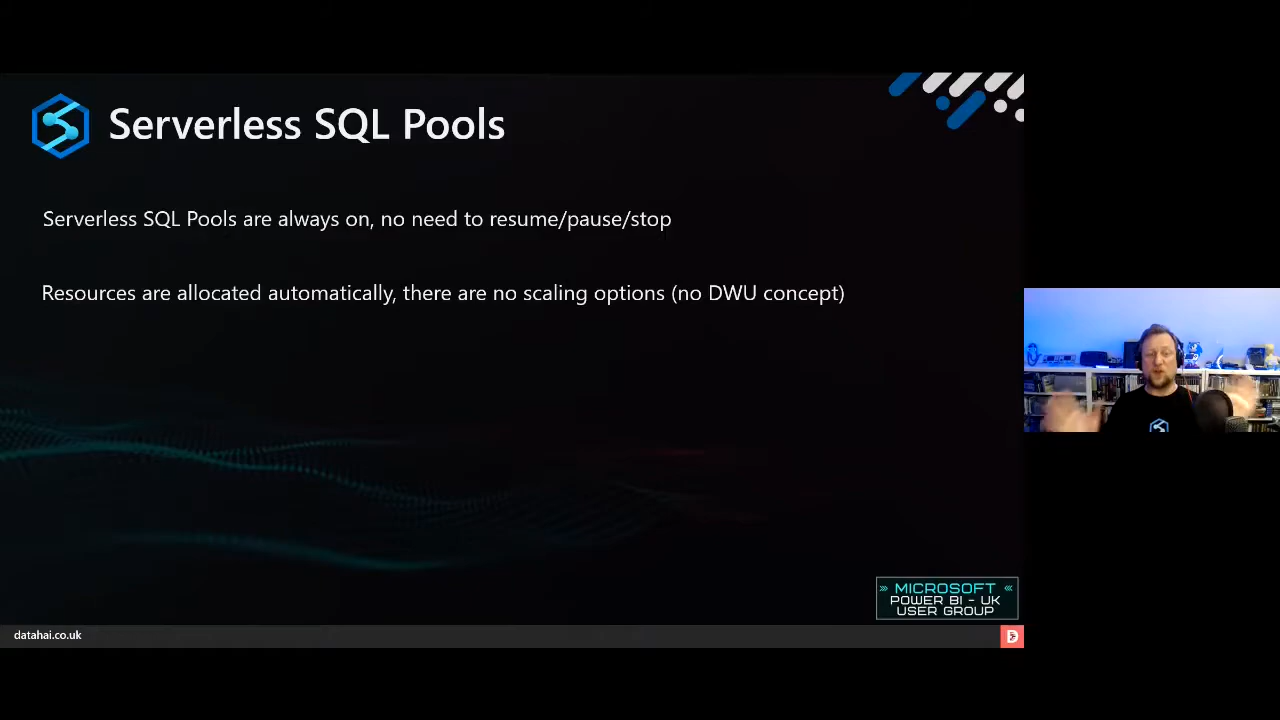 Serverless SQL Pools
Serverless SQL Pools are always on, no need to resume/pause/stop
Resources are allocated automatically, there are no scaling options (no DWU concept)
MICROSOFT
POWER BI - UK
USER GROUP
datahai.co.uk